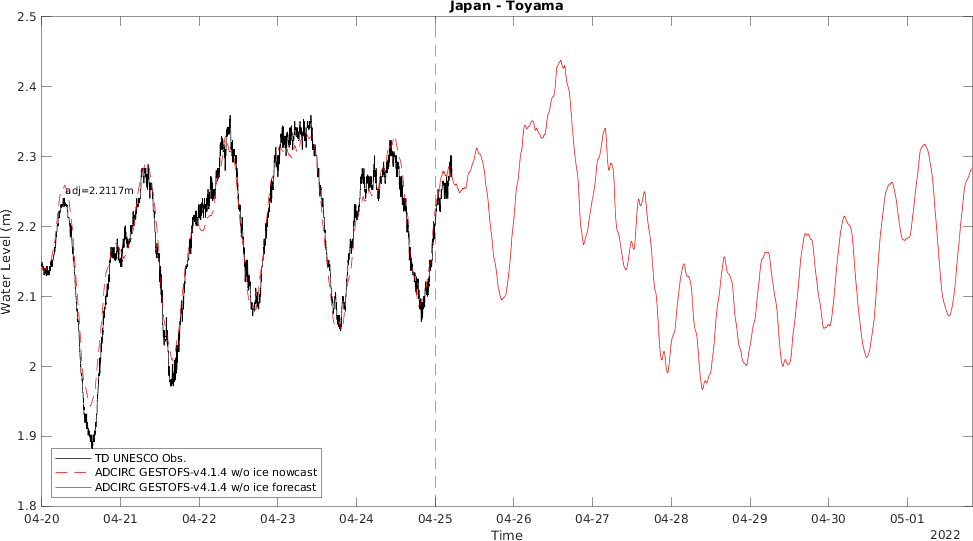 Japan - Toyama
2.5
2.4
2.3
2.2
2.1
2
1.9
1.8
Water Level (m)
adj=2.2117m
TD UNESCO Obs.
ADCIRC GESTOFS-v4.1.4 w/o ice nowcast
ADCIRC GESTOFS-v4.1.4 w/o ice forecast
04-20 04-21 04-22 04-23 04-24 04-25 04-26 04-27 04-28 04-29 04-30 05-01
Time
2022